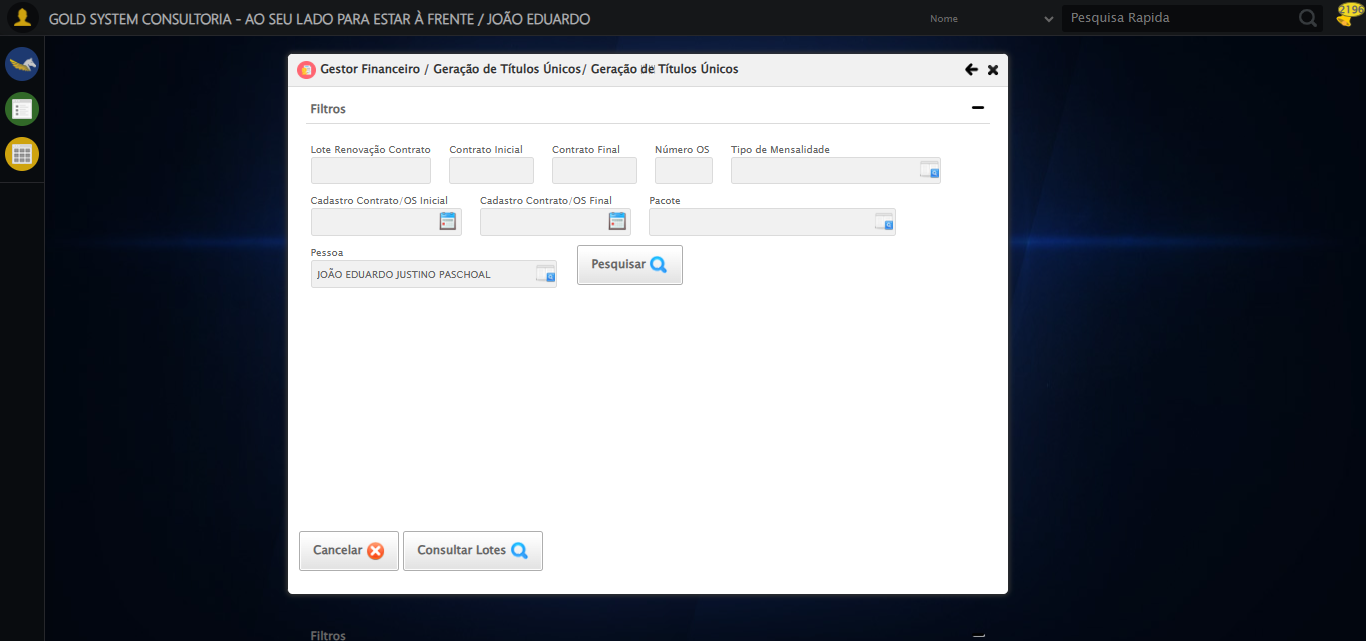 GOLD SYSTEM CONSULTORIA - AO SEU LADO PARA ESTAR À FRENTE / JOÃO EDUARDO
Nome
Pesquisa Rapida
2196
Gestor Financeiro / Geração de Títulos Únicos/ Geração de Títulos Únicos
Filtros
Lote Renovação Contrato Contrato Inicial Contrato Final Número OS Tipo de Mensalidade
Cadastro Contrato/OS Inicial Cadastro Contrato/OS Final Pacote
Pessoa
JOÃO EDUARDO JUSTINO PASCHOAL
Pesquisar
Cancelar Consultar Lotes
Filtros